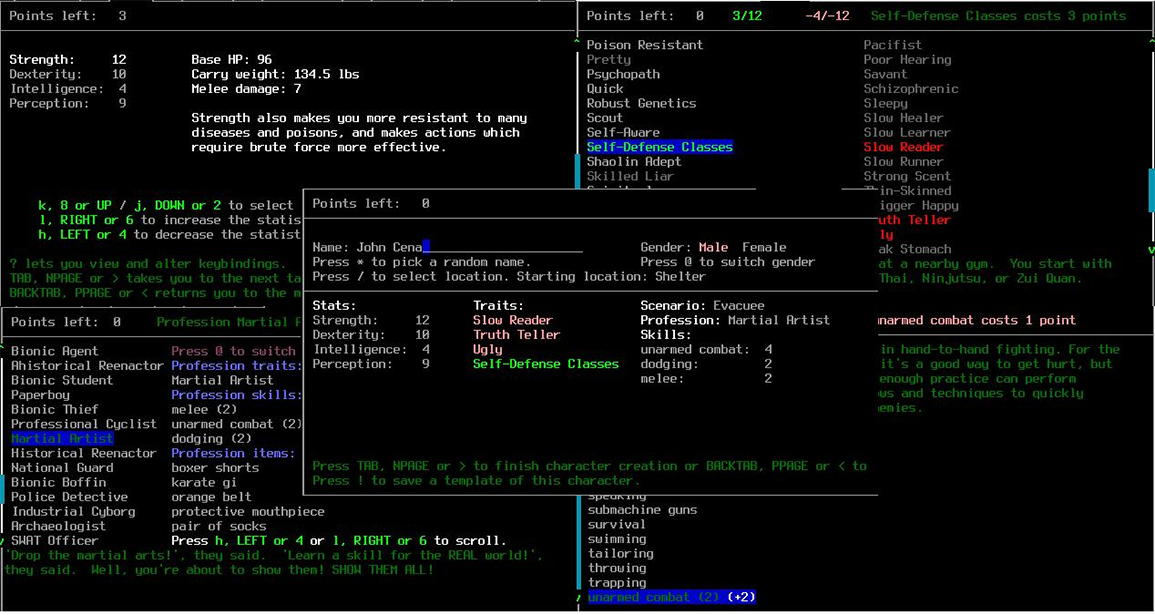 Points left:   3
Strength:      12
Dexterity:     10
Intelligence:  4
Perception:    9
Base HP: 96
Carry weight: 134.5 lbs
Melee damage: 7
Strength also makes you more resistant to many
diseases and poisons, and makes actions which
require brute force more effective.
k, 8 or UP / j, DOWN or 2 to select
l, RIGHT or 6 to increase the statis
h, LEFT or 4 to decrease the statist
? lets you view and alter keybindings.
TAB, NPAGE or > takes you to the next ta
BACKTAB, PPAGE or < returns you to the m
Points left:   0   3/12   -4/-12   Self-Defense Classes costs 3 points
Poison Resistant
Pretty
Psychopath
Quick
Robust Genetics
Scout
Self-Aware
Self-Defense Classes
Shaolin Adept
Skilled Liar
Pacifist
Poor Hearing
Savant
Schizophrenic
Sleepy
Slow Healer
Slow Learner
Slow Reader
Slow Runner
Strong Scent
Thin-Skinned
rigger Happy
ruth Teller
ly
ak Stomach
at a nearby gym.  You start with
Thai, Ninjutsu, or Zui Quan.
Points left:   0
Name: John Cena
Gender: Male  Female
Press * to pick a random name.
Press @ to switch gender
Press / to select location. Starting location: Shelter
Stats:
Strength:     12
Dexterity:    10
Intelligence: 4
Perception:   9
Traits:
Slow Reader
Truth Teller
Ugly
Self-Defense Classes
Scenario: Evacuee
Profession: Martial Artist
Skills:
unarmed combat:  4
dodging:         2
melee:           2
Press TAB, NPAGE or > to finish character creation or BACKTAB, PPAGE or < to
Press ! to save a template of this character.
Points left:  0   Profession Martial
Bionic Agent
Ahistorical Reenactor
Bionic Student
Paperboy
Bionic Thief
Professional Cyclist
Martial Artist
Historical Reenactor
National Guard
Bionic Boffin
Police Detective
Industrial Cyborg
Archaeologist
SWAT Officer
Press @ to switch
Profession traits:
Martial Artist
Profession skills:
melee (2)
unarmed combat (2)
dodging (2)
Profession items:
boxer shorts
karate gi
orange belt
protective mouthpiece
pair of socks
Press h, LEFT or 4 or l, RIGHT or 6 to scroll.
'Drop the martial arts!', they said.  'Learn a skill for the REAL world!',
they said.  Well, you're about to show them! SHOW THEM ALL!
unarmed combat costs 1 point
in hand-to-hand fighting. For the
it's a good way to get hurt, but
enough practice can perform
ws and techniques to quickly
nemies.
speaking
submachine guns
survival
swimming
tailoring
throwing
trapping
unarmed combat (2) (+2)